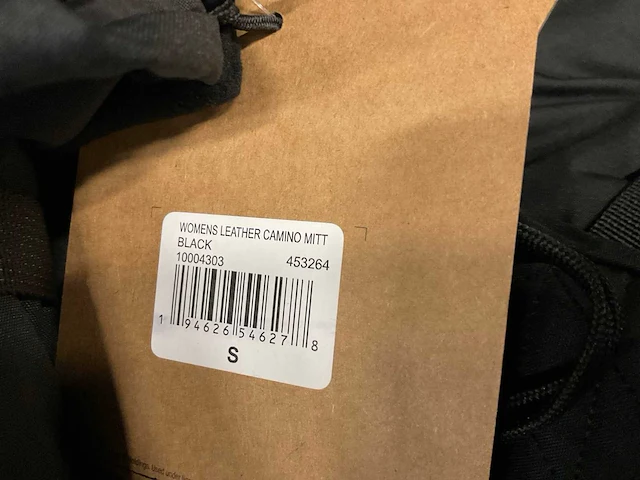 WOMENS LEATHER CAMINO MITT
BLACK
10004303 453264
1 94626 54627 8
S